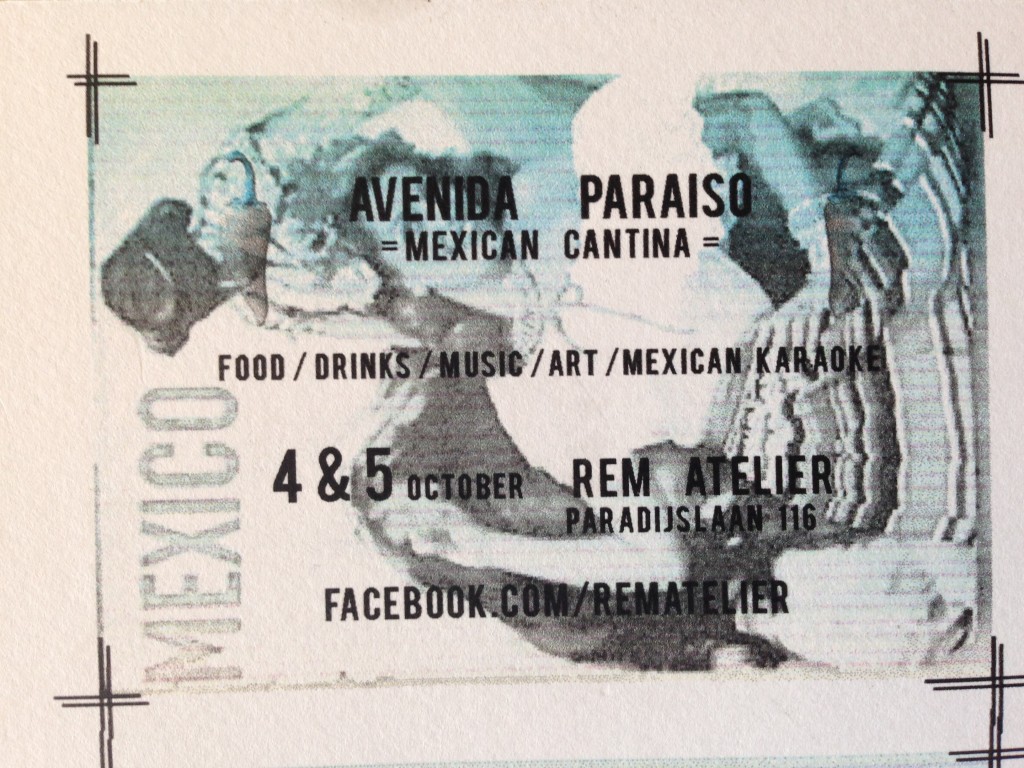 AVENIDA PARAISO
=MEXICAN CANTINA=
FOOD/DRINKS/MUSIC/ART/MEXICAN KARAOKE
4 & 5 OCTOBER
REM ATELIER
PARADIJSLAAN 116
FACEBOOK.COM/REMATELIER
MEXICO